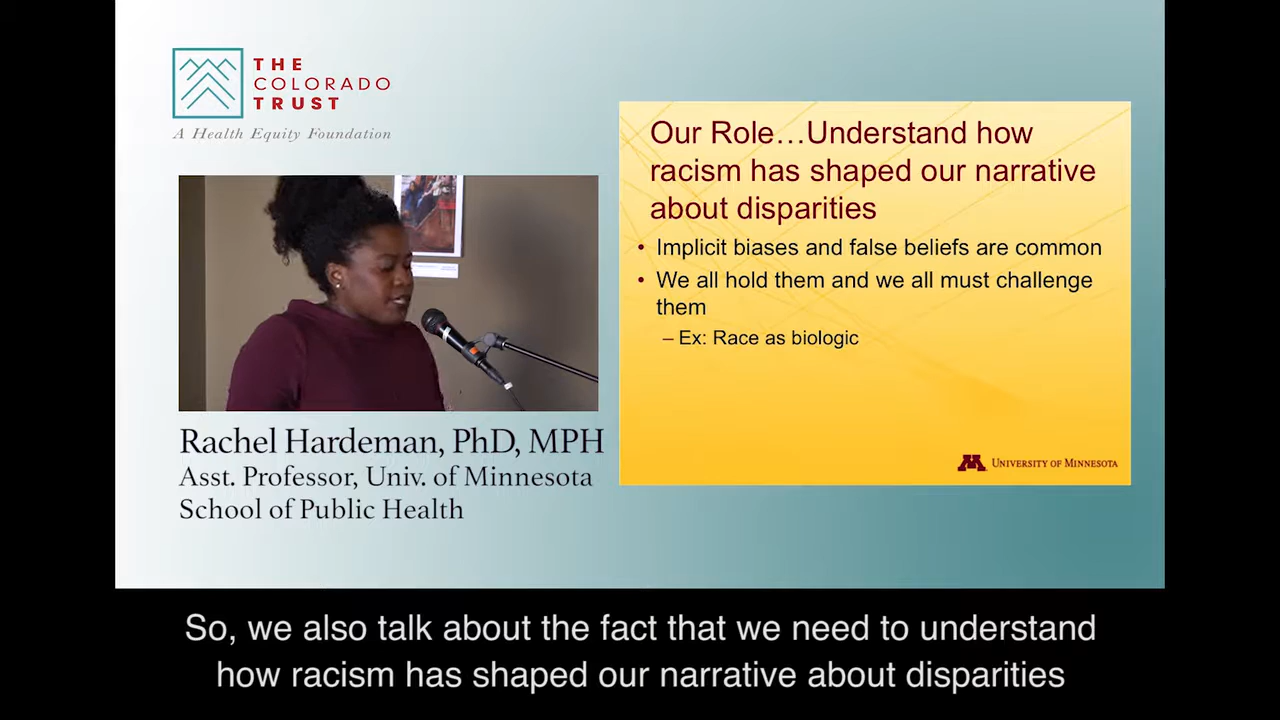 THE
COLORADO
TRUST
A Health Equity Foundation
Our Role…Understand how
racism has shaped our narrative
about disparities
• Implicit biases and false beliefs are common
• We all hold them and we all must challenge
them
– Ex: Race as biologic
M UNIVERSITY OF MINNESOTA
Rachel Hardeman, PhD, MPH
Asst. Professor, Univ. of Minnesota
School of Public Health
So, we also talk about the fact that we need to understand
how racism has shaped our narrative about disparities